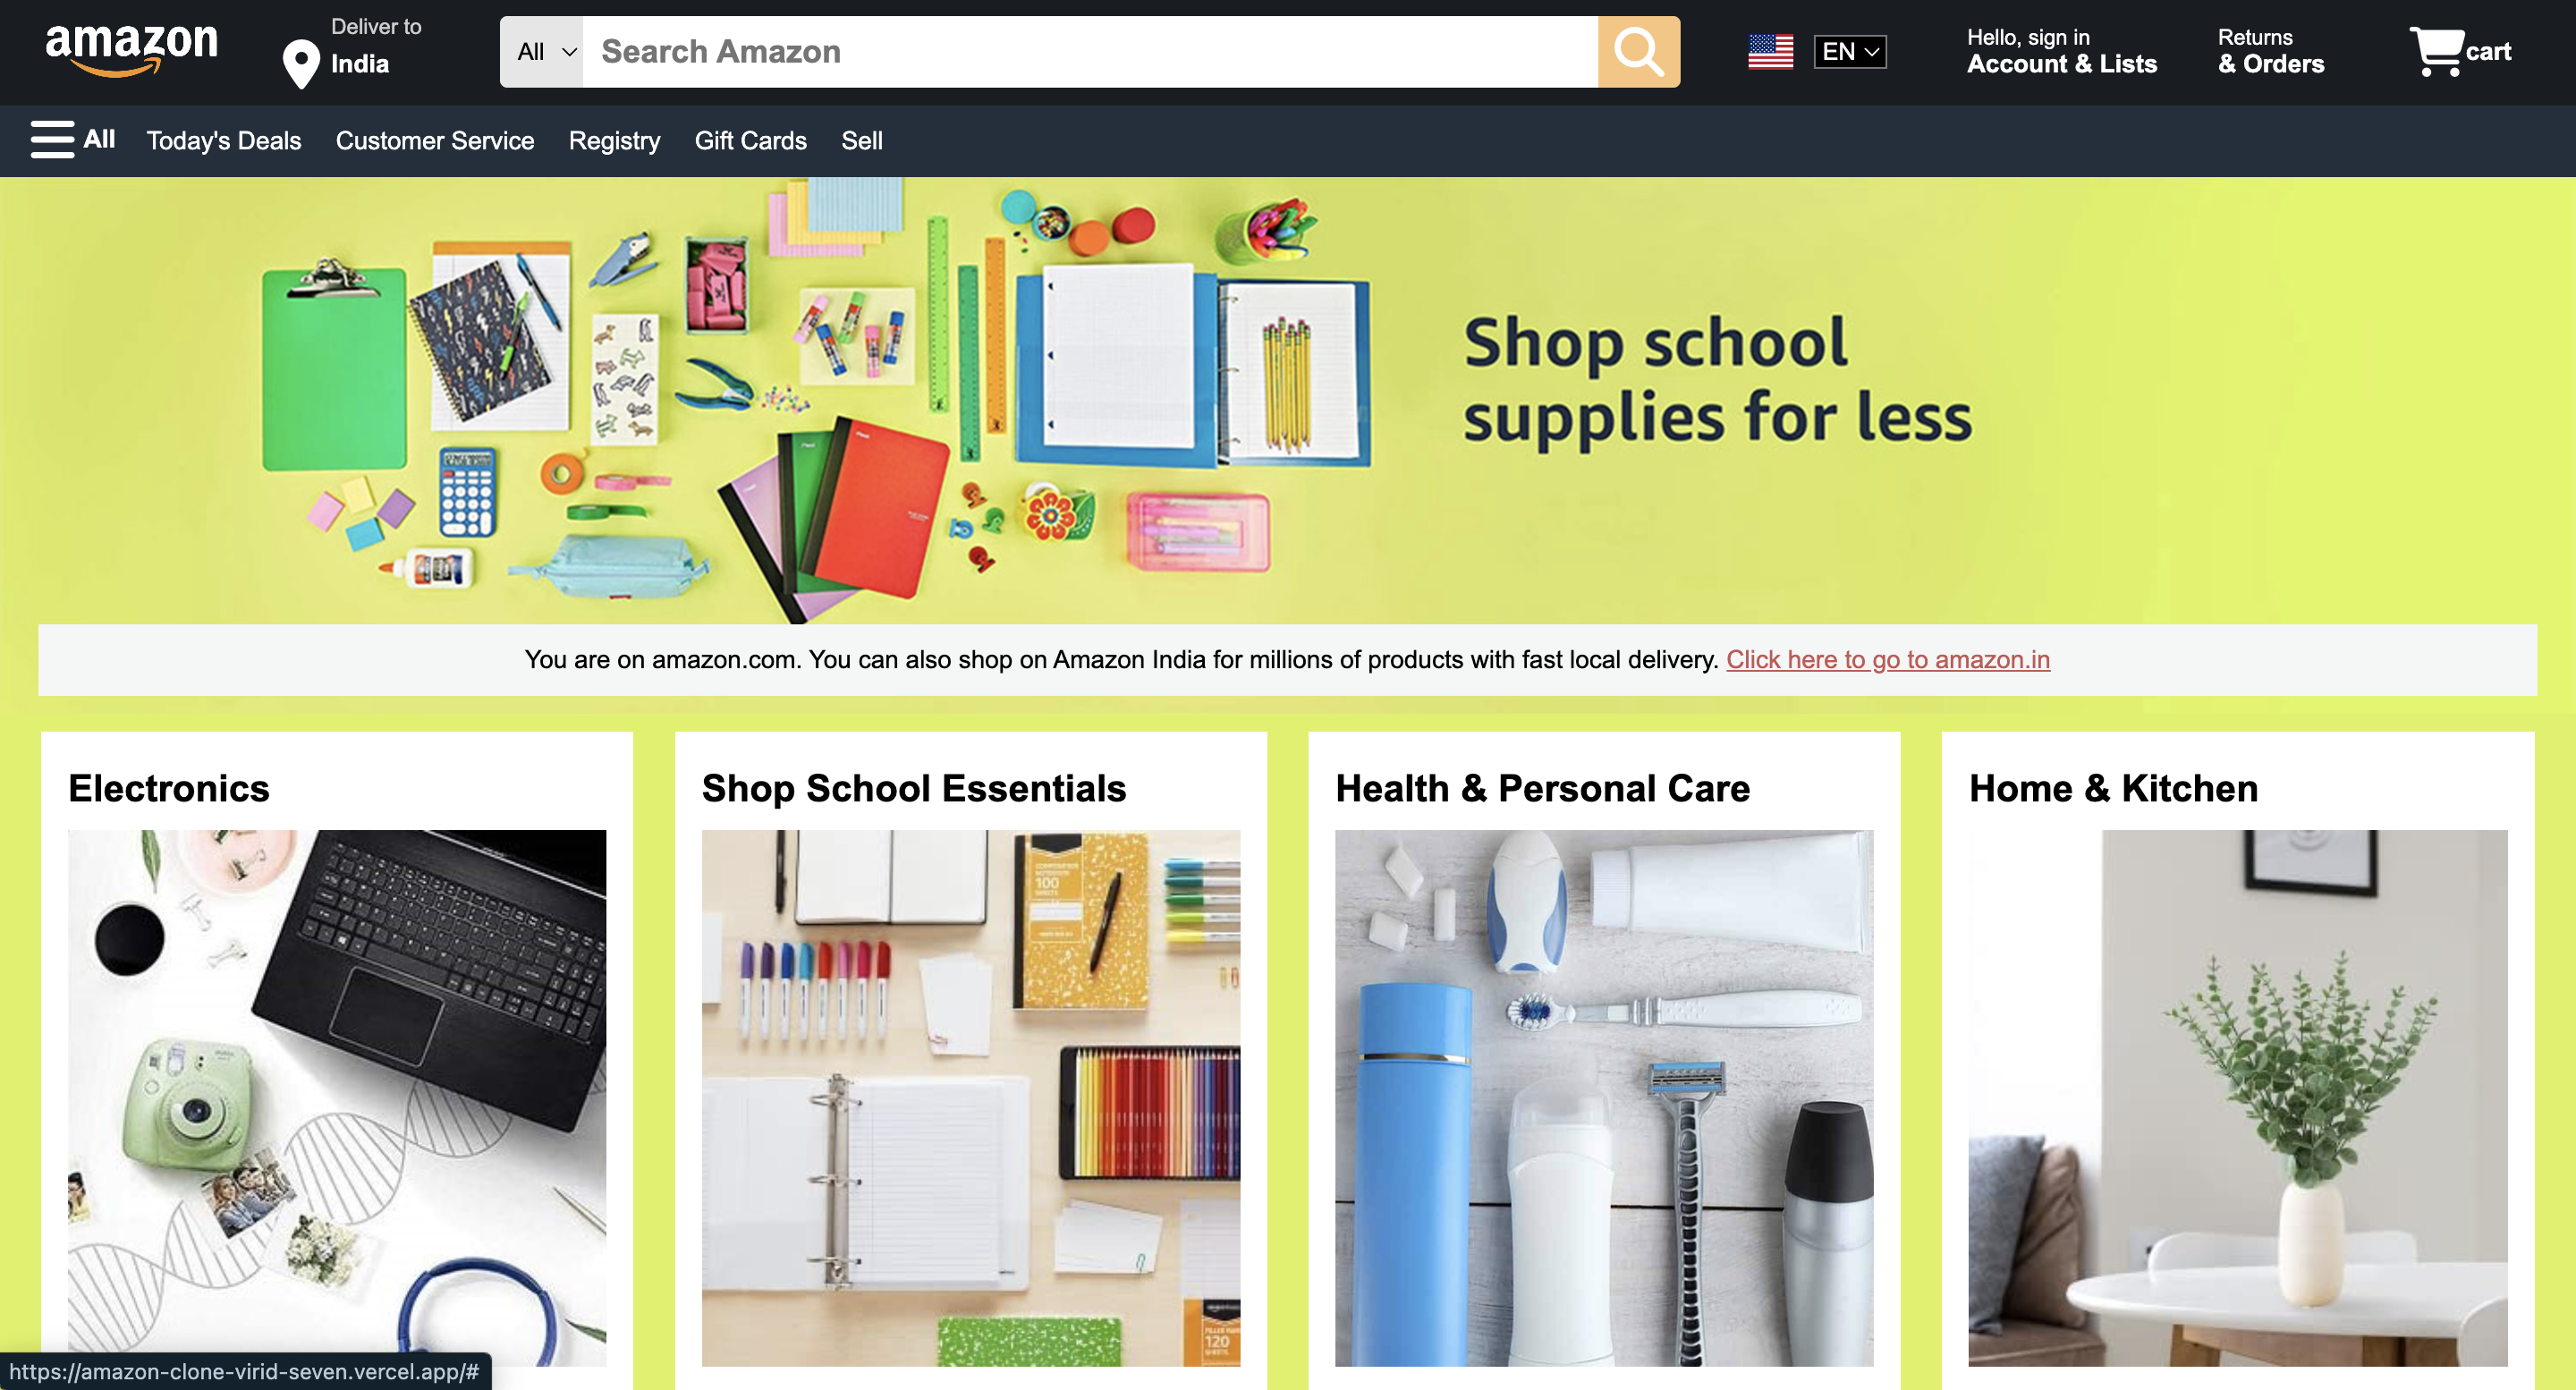 amazon
Deliver to
India
All
Search Amazon
EN
Hello, sign in
Account & Lists
Returns
& Orders
cart
All
Today's Deals
Customer Service
Registry
Gift Cards
Sell
Shop school
supplies for less
You are on amazon.com. You can also shop on Amazon India for millions of products with fast local delivery. Click here to go to amazon.in
Electronics
Shop School Essentials
Health & Personal Care
Home & Kitchen
100
120
https://amazon-clone-virid-seven.vercel.app/#